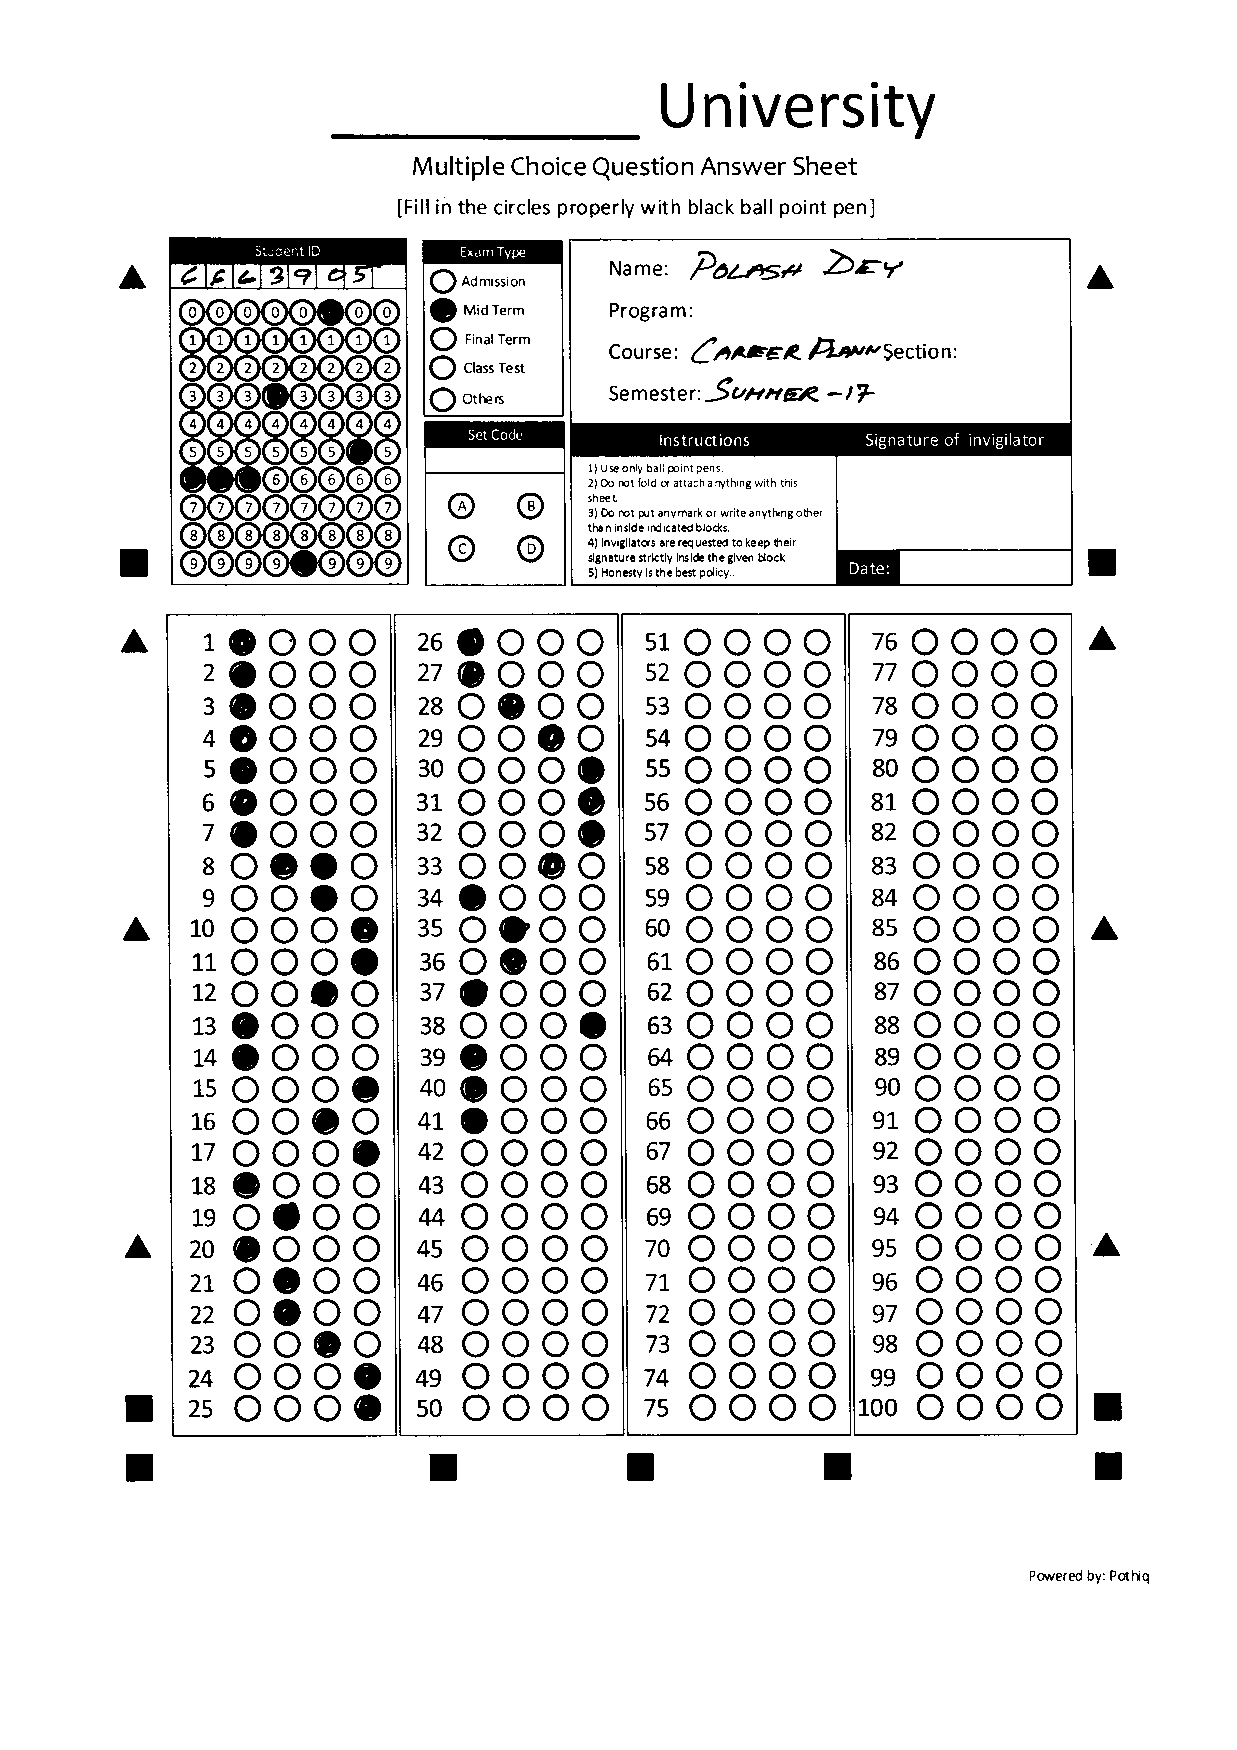 University
Multiple Choice Question Answer Sheet
[Fill in the circles properly with black ball point pen]
Student ID
6 6 6 3 9 0 5
0 0 0 0 0 0 0
1 1 1 1 1 1 1 1
2 2 2 2 2 2 2 2
3 3 3 3 3 3 3
4 4 4 4 4 4 4 4
5 5 5 5 5 5 5
6 6 6 6 6
7 7 7 7 7 7 7 7
8 8 8 8 8 8 8 8
9 9 9 9 9 9 9
Exam Type
Admission
Mid Term
Final Term
Class Test
Others
Set Code
A B
C D
Name: POLASH DEY
Program:
Course: CAREER PLANN Section:
Semester: SUMMER -17
Instructions
1) Use only ball point pens.
2) Do not fold or attach anything with this
sheet.
3) Do not put any mark or write anything other
than inside indicated blocks.
4) Invigilators are requested to keep their
signature strictly inside the given block
5) Honesty is the best policy..
Signature of invigilator
Date:
1 26 51 76
2 27 52 77
3 28 53 78
4 29 54 79
5 30 55 80
6 31 56 81
7 32 57 82
8 33 58 83
9 34 59 84
10 35 60 85
11 36 61 86
12 37 62 87
13 38 63 88
14 39 64 89
15 40 65 90
16 41 66 91
17 42 67 92
18 43 68 93
19 44 69 94
20 45 70 95
21 46 71 96
22 47 72 97
23 48 73 98
24 49 74 99
25 50 75 100
Powered by: Pothiq